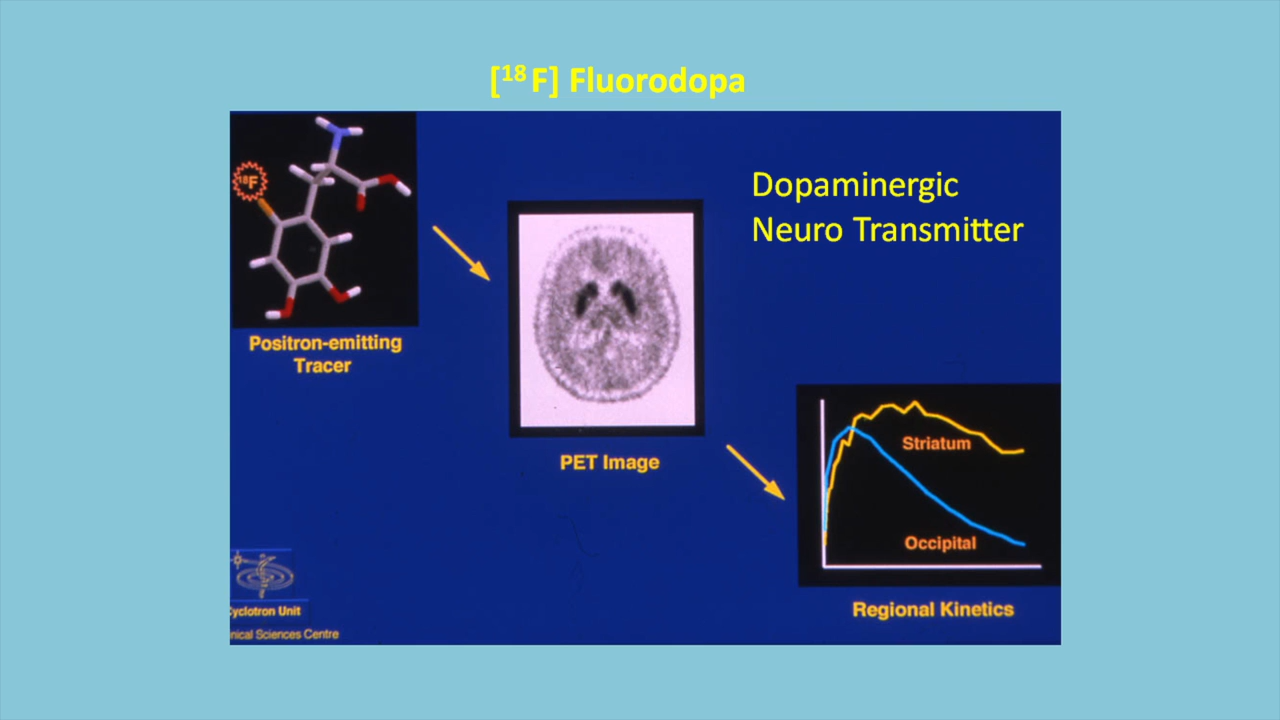 [¹⁸F] Fluorodopa
Dopaminergic
Neuro Transmitter
¹⁸F
Positron-emitting
Tracer
PET Image
Striatum
Occipital
Regional Kinetics
Cyclotron Unit
nical Sciences Centre